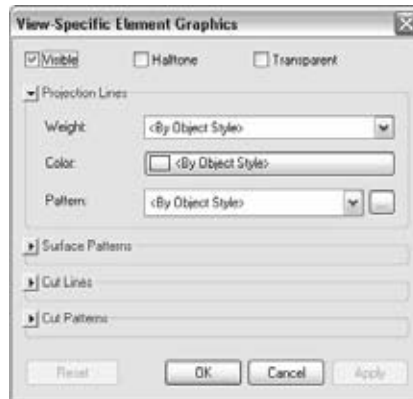 View-Specific Element Graphics
Visible Halftone Transparent
Projection Lines
Weight: <By Object Style>
Color: <By Object Style>
Pattern: <By Object Style> ...
Surface Patterns
Cut Lines
Cut Patterns
Reset OK Cancel Apply